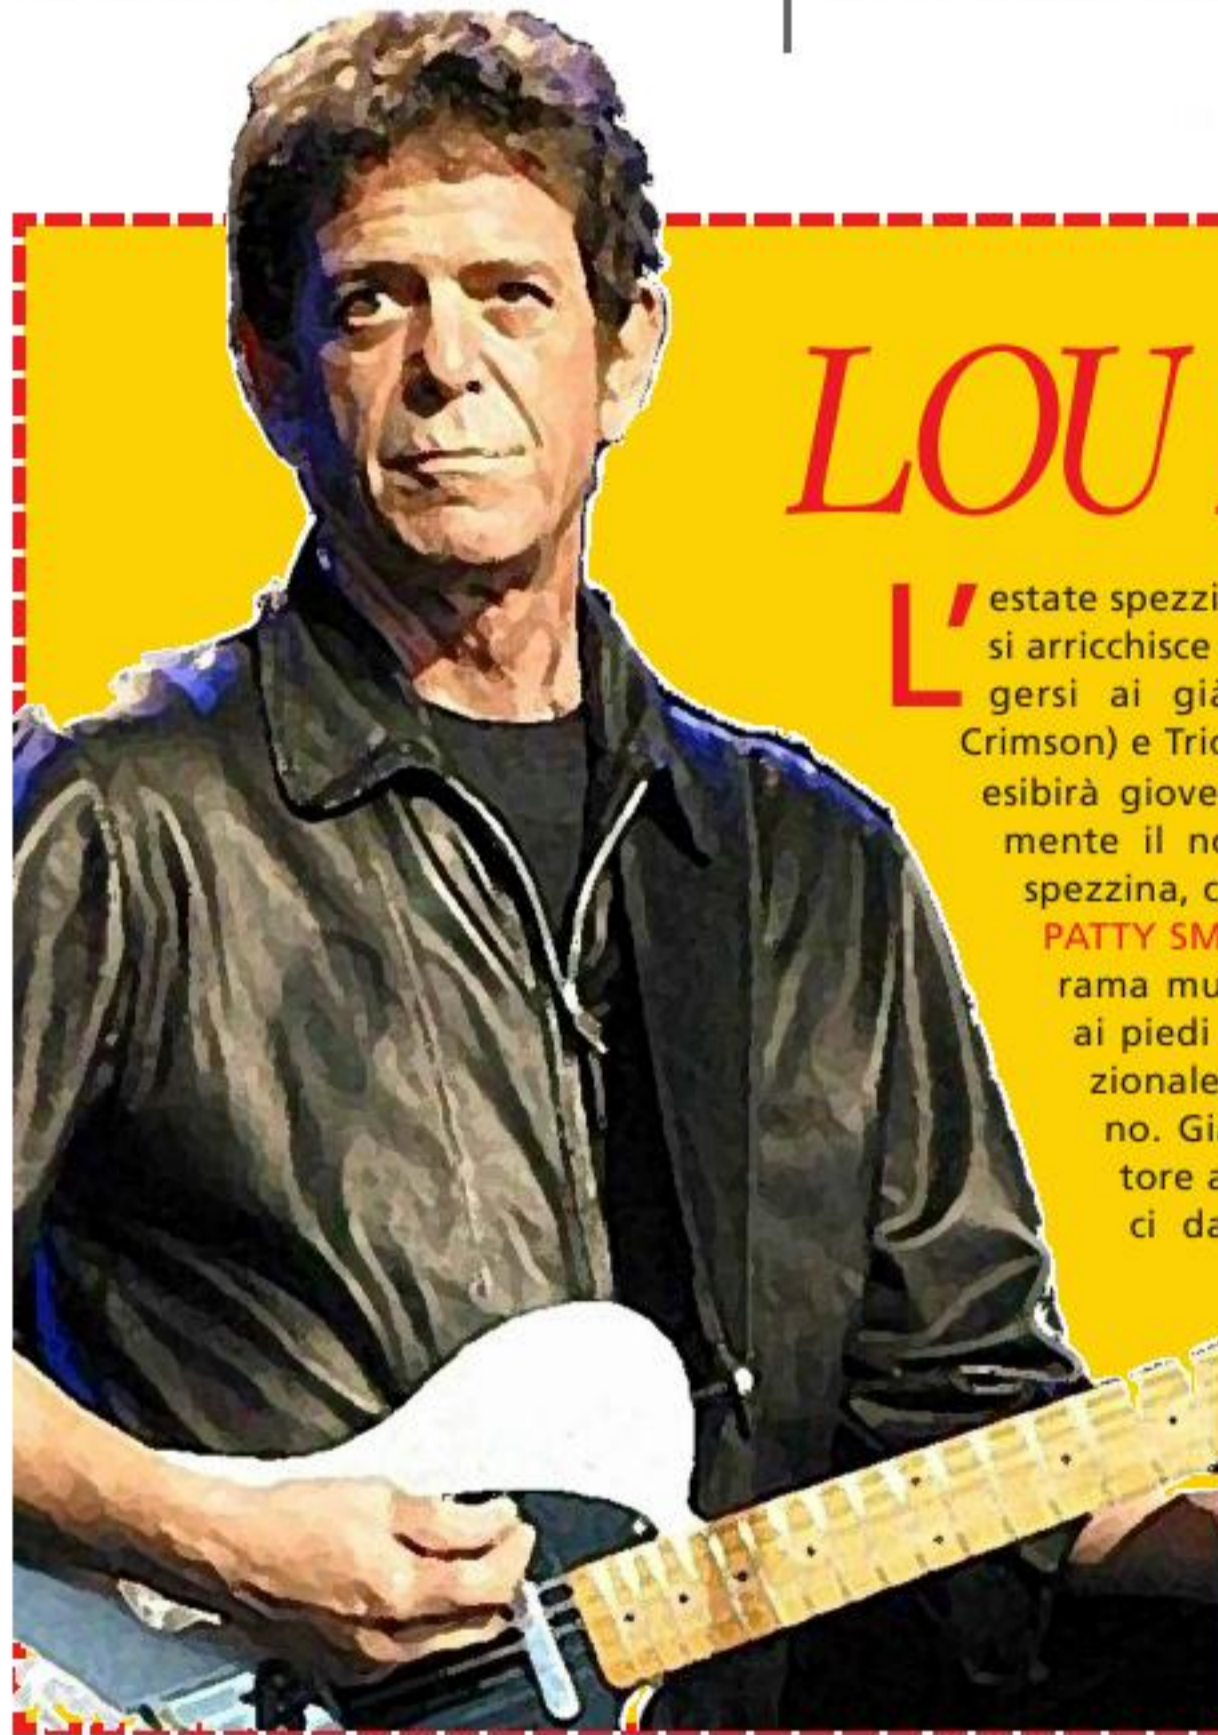 LOU
L'estate spezzi
si arricchisce
gersi ai già
Crimson) e Tric
esibirà giove
mente il no
spezzina, c
PATTY SM
rama mu
ai piedi
zionale
no. Gia
tore a
ci da